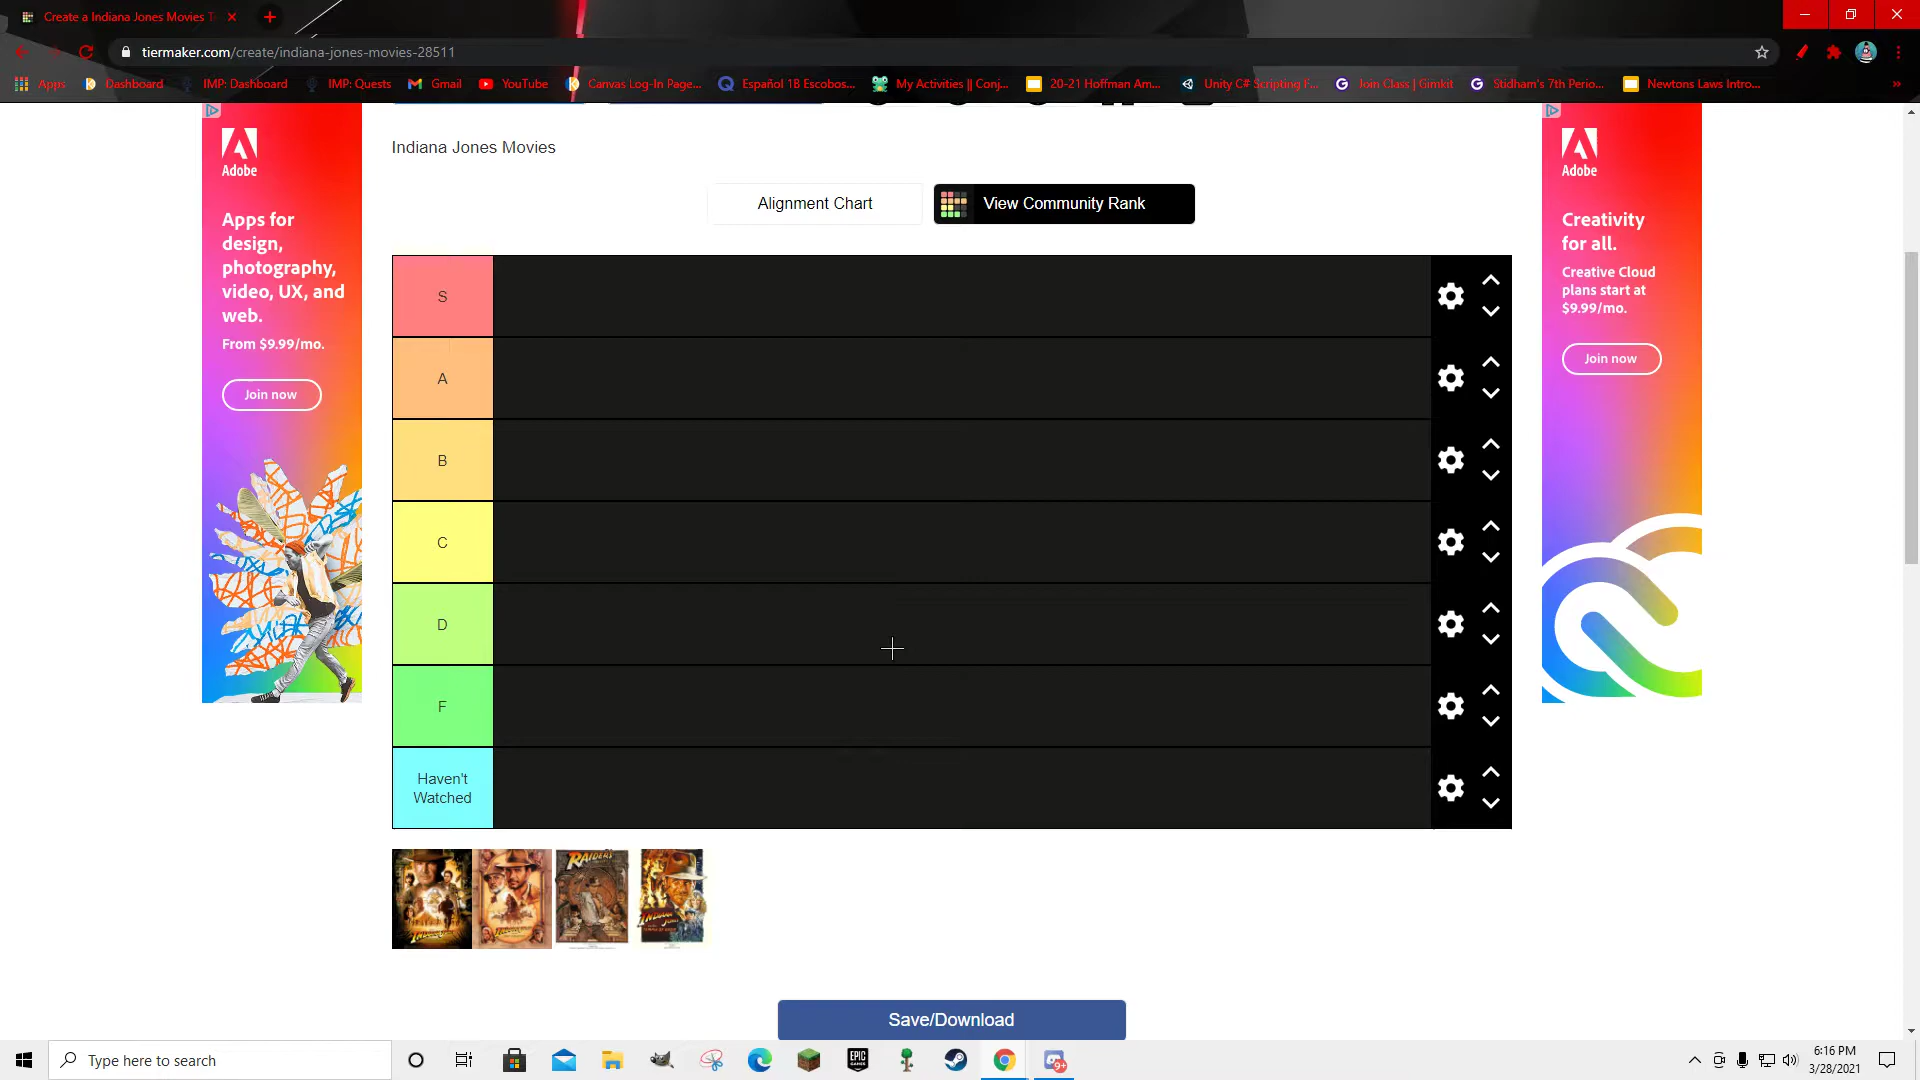 Create a Indiana Jones Movies T
tiermaker.com/create/indiana-jones-movies-28511
Apps
Dashboard
IMP: Dashboard
IMP: Quests
Gmail
YouTube
Canvas Log-In Page...
Español 1B Escobos...
My Activities || Conj...
20-21 Hoffman Am...
Unity C# Scripting F...
Join Class | Gimkit
Stidham's 7th Perio...
Newtons Laws Intro...
»
Adobe
Apps for
design,
photography,
video, UX, and
web.
From $9.99/mo.
Join now
Indiana Jones Movies
Alignment Chart
View Community Rank
S
A
B
C
D
F
Haven't
Watched
RAIDERS
INDIANA JONES
Save/Download
Adobe
Creativity
for all.
Creative Cloud
plans start at
$9.99/mo.
Join now
Type here to search
EPIC
GAMES
9+
6:16 PM
3/28/2021